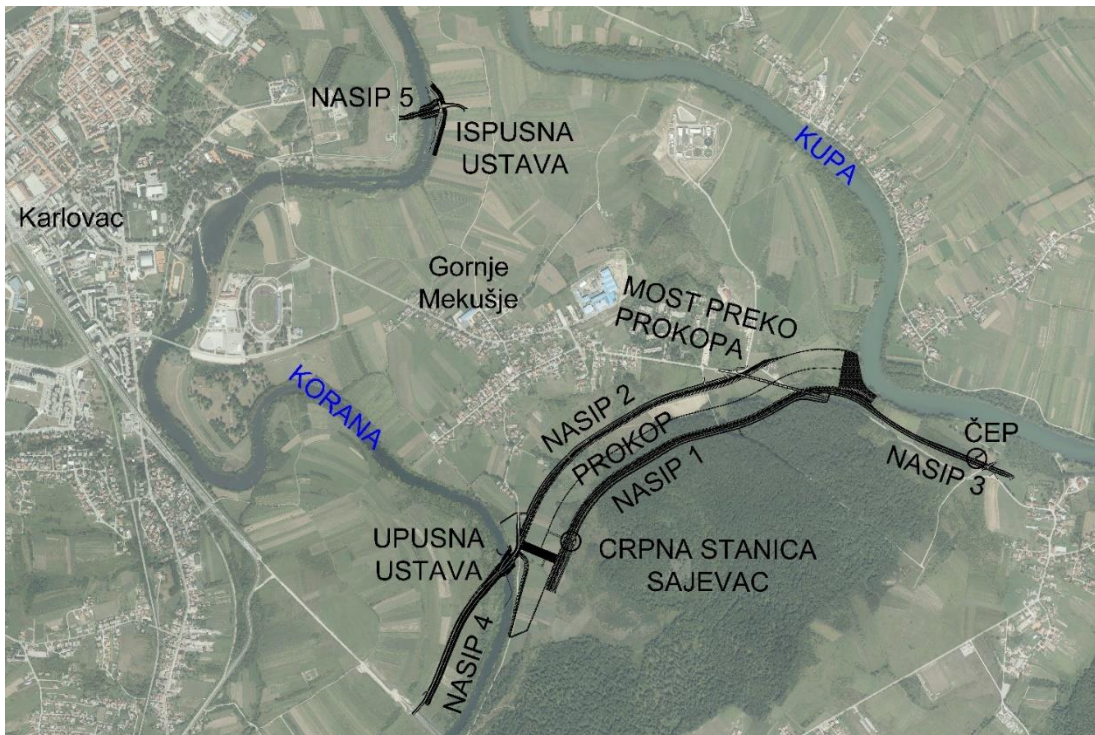 NASIP 5
ISPUSNA
USTAVA
KUPA
Karlovac
Gornje
Mekušje
MOST PREKO
PROKOPA
KORANA
NASIP 2
PROKOP
NASIP 1
ČEP
NASIP 3
UPUSNA
USTAVA
CRPNA STANICA
SAJEVAC
NASIP 4